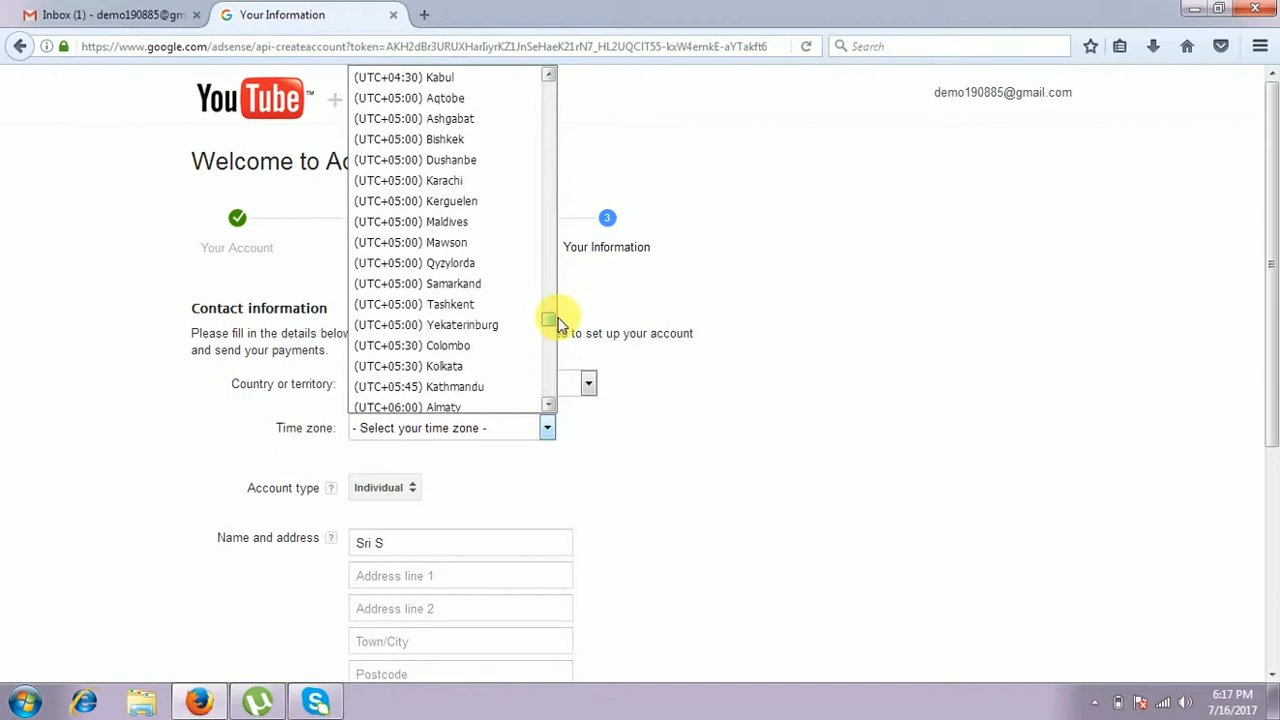 Inbox (1) - demo190885@gm
Your Information
https://www.google.com/adsense/api-createaccount?token=
Search
YouTube
demo190885@gmail.com
Welcome to Ad
Your Account
3
Your Information
Contact information
Please fill in the details belo
ed to set up your account
and send your payments.
Country or territory:
(UTC+04:30) Kabul
(UTC+05:00) Aqtobe
(UTC+05:00) Ashgabat
(UTC+05:00) Bishkek
(UTC+05:00) Dushanbe
(UTC+05:00) Karachi
(UTC+05:00) Kerguelen
(UTC+05:00) Maldives
(UTC+05:00) Mawson
(UTC+05:00) Qyzylorda
(UTC+05:00) Samarkand
(UTC+05:00) Tashkent
(UTC+05:00) Yekaterinburg
(UTC+05:30) Colombo
(UTC+05:30) Kolkata
(UTC+05:45) Kathmandu
(UTC+06:00) Almaty
Time zone: - Select your time zone -
Account type ? Individual
Name and address ? Sri S
Address line 1
Address line 2
Town/City
Postcode
6:17 PM
7/16/2017